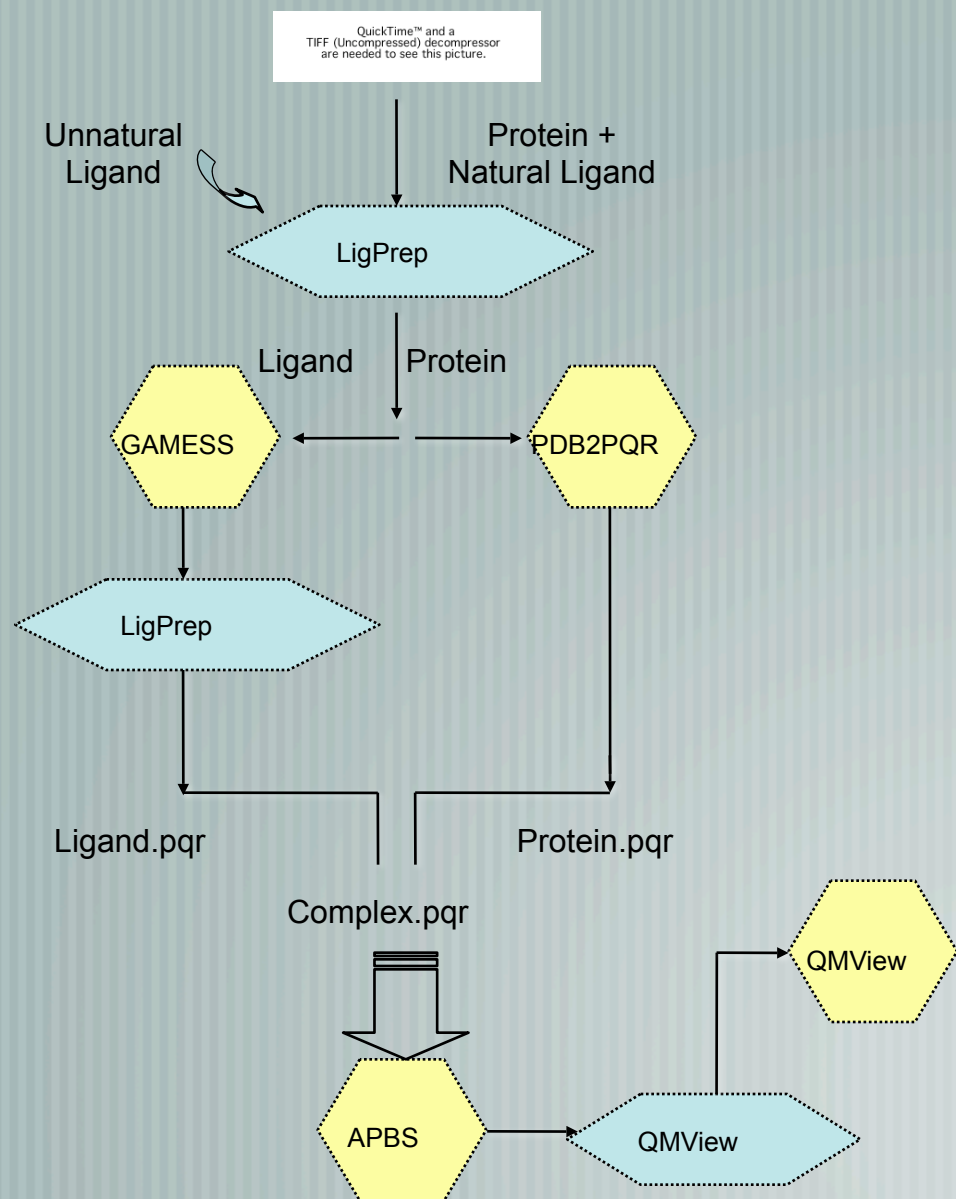 QuickTime™ and a
TIFF (Uncompressed) decompressor
are needed to see this picture.
Unnatural
Ligand
Protein +
Natural Ligand
LigPrep
Ligand
Protein
GAMESS
PDB2PQR
LigPrep
Ligand.pqr
Protein.pqr
Complex.pqr
QMView
APBS
QMView